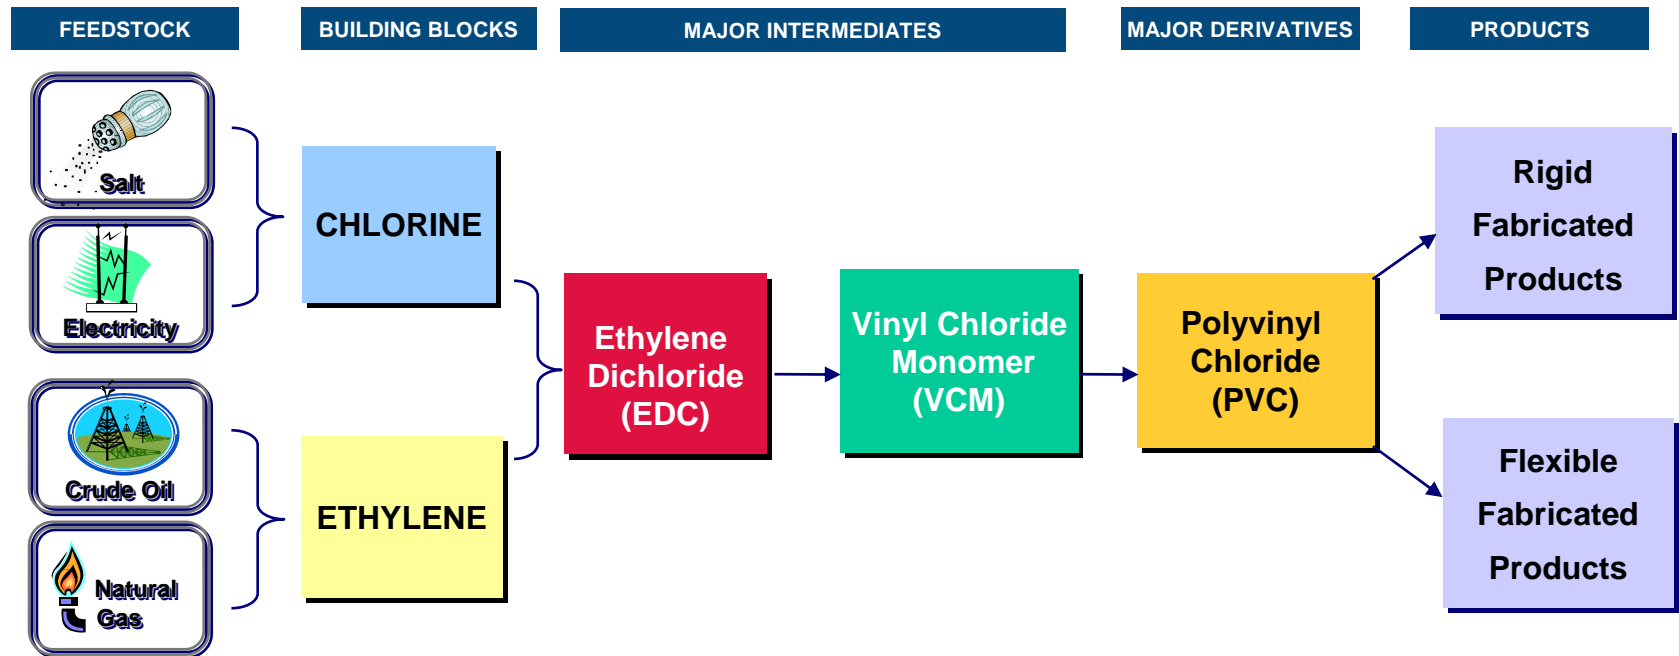 FEEDSTOCK
BUILDING BLOCKS
MAJOR INTERMEDIATES
MAJOR DERIVATIVES
PRODUCTS
Salt
Electricity
Crude Oil
Natural
Gas
CHLORINE
ETHYLENE
Ethylene
Dichloride
(EDC)
Vinyl Chloride
Monomer
(VCM)
Polyvinyl
Chloride
(PVC)
Rigid
Fabricated
Products
Flexible
Fabricated
Products